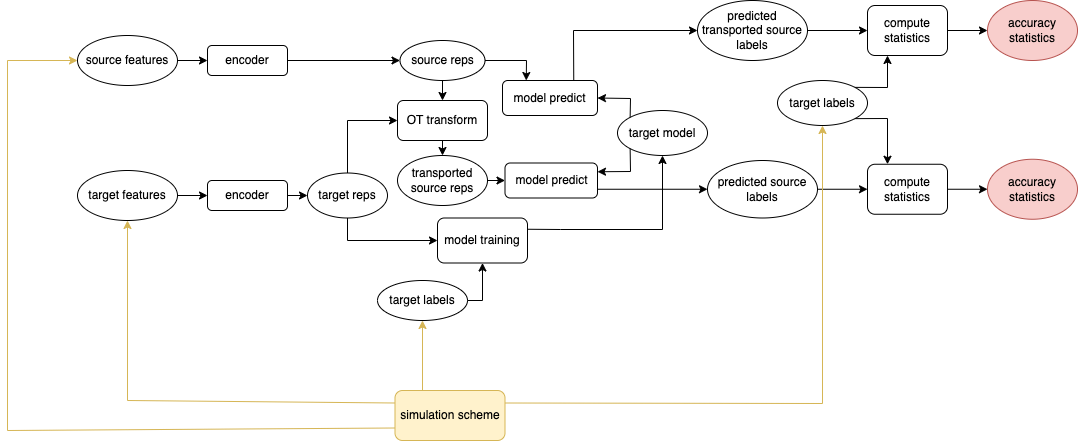 predicted
transported source
labels
compute
statistics
accuracy
statistics
source features
encoder
source reps
model predict
OT transform
target labels
target model
transported
source reps
model predict
target features
encoder
target reps
predicted source
labels
compute
statistics
accuracy
statistics
model training
target labels
simulation scheme